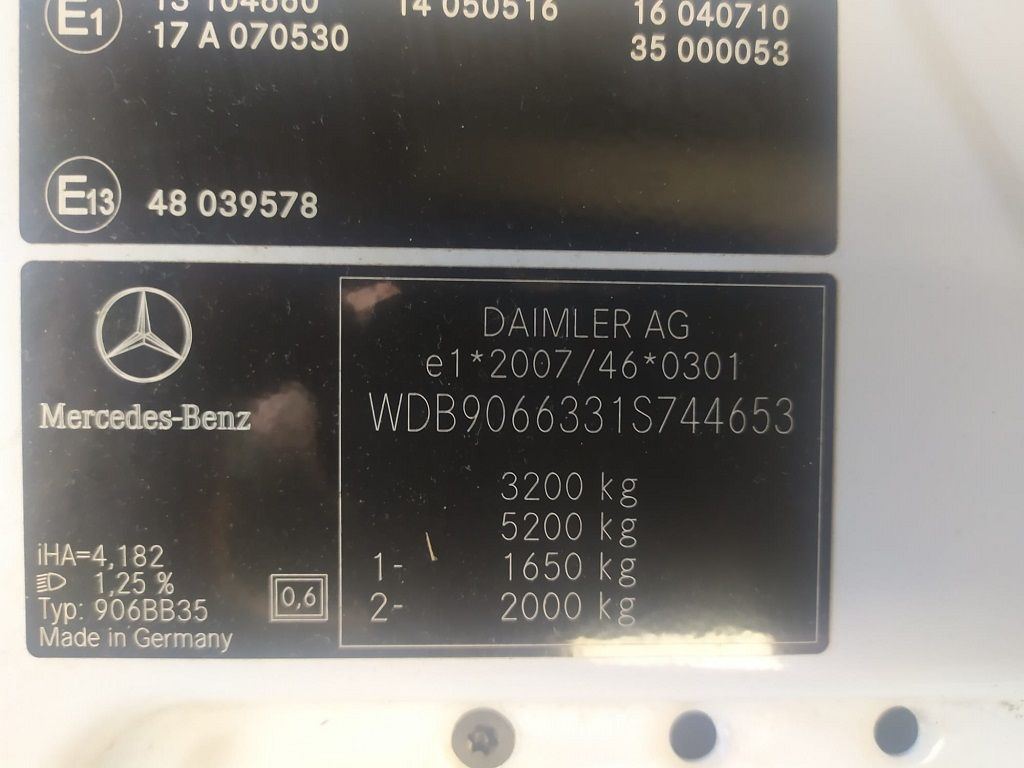 E1 13 104660 14 050516 16 040710
17 A 070530 35 000053
E13 48 039578
Mercedes-Benz
iHA=4,182
1,25 %
Typ: 906BB35
Made in Germany
0,6
DAIMLER AG
e1*2007/46*0301
WDB9066331S744653
3200 kg
5200 kg
1- 1650 kg
2- 2000 kg